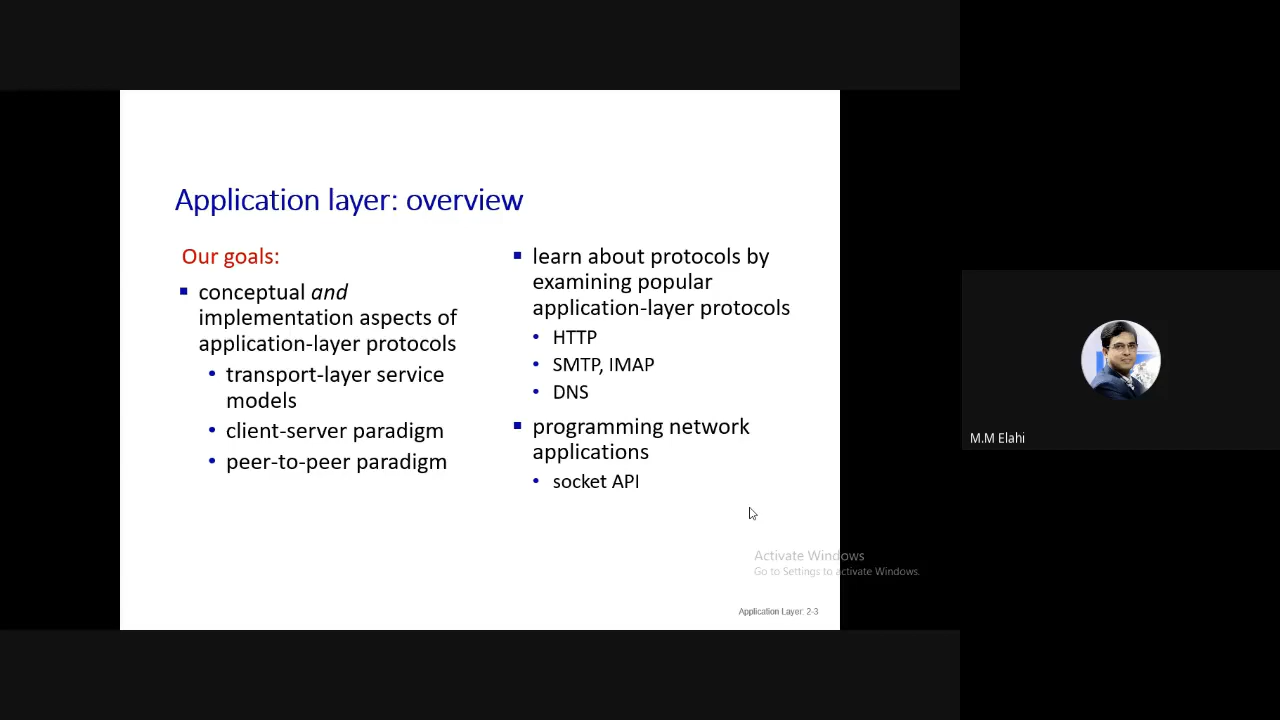 Application layer: overview
Our goals:
▪ conceptual and
implementation aspects of
application-layer protocols
• transport-layer service
models
• client-server paradigm
• peer-to-peer paradigm
▪ learn about protocols by
examining popular
application-layer protocols
• HTTP
• SMTP, IMAP
• DNS
▪ programming network
applications
• socket API
Activate Windows
Go to Settings to activate Windows.
Application Layer: 2-3
M.M Elahi